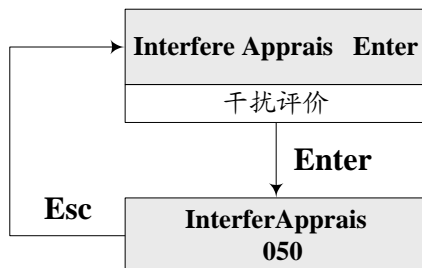 Interfere Apprais Enter
干扰评价
Enter
Esc
InterferApprais
050